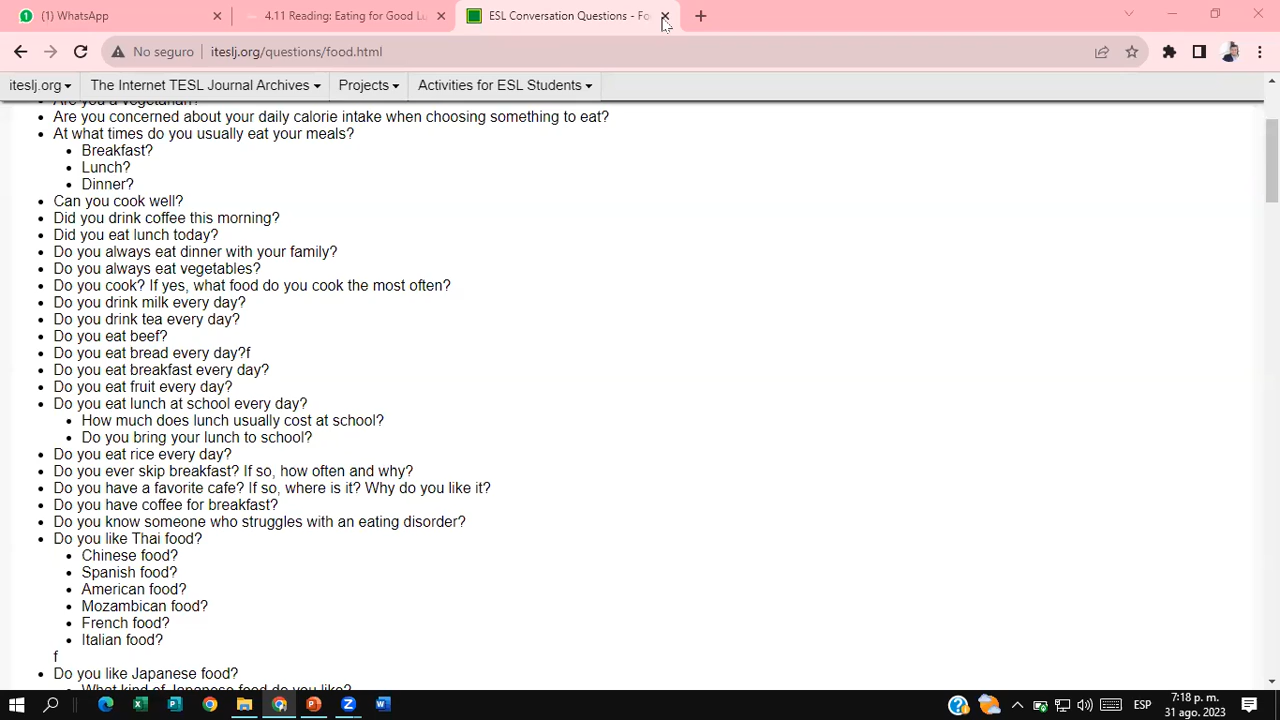 (1) WhatsApp
4.11 Reading: Eating for Good Lu
ESL Conversation Questions - Fo
No seguro
iteslj.org/questions/food.html
iteslj.org
The Internet TESL Journal Archives
Projects
Activities for ESL Students
Are you a vegetarian?
Are you concerned about your daily calorie intake when choosing something to eat?
At what times do you usually eat your meals?
Breakfast?
Lunch?
Dinner?
Can you cook well?
Did you drink coffee this morning?
Did you eat lunch today?
Do you always eat dinner with your family?
Do you always eat vegetables?
Do you cook? If yes, what food do you cook the most often?
Do you drink milk every day?
Do you drink tea every day?
Do you eat beef?
Do you eat bread every day?f
Do you eat breakfast every day?
Do you eat fruit every day?
Do you eat lunch at school every day?
How much does lunch usually cost at school?
Do you bring your lunch to school?
Do you eat rice every day?
Do you ever skip breakfast? If so, how often and why?
Do you have a favorite cafe? If so, where is it? Why do you like it?
Do you have coffee for breakfast?
Do you know someone who struggles with an eating disorder?
Do you like Thai food?
Chinese food?
Spanish food?
American food?
Mozambican food?
French food?
Italian food?
f
Do you like Japanese food?
What kind of Japanese food do you like?
ESP
7:18 p. m.
31 ago. 2023